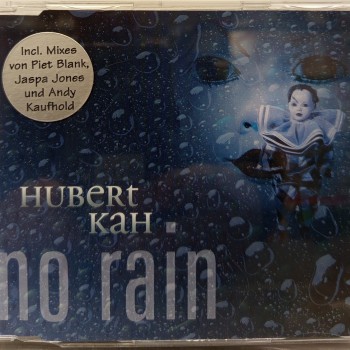 Incl. Mixes
von Piet Blank,
Jaspa Jones
und Andy
Kaufhold
HUBERT
KAH
no rain